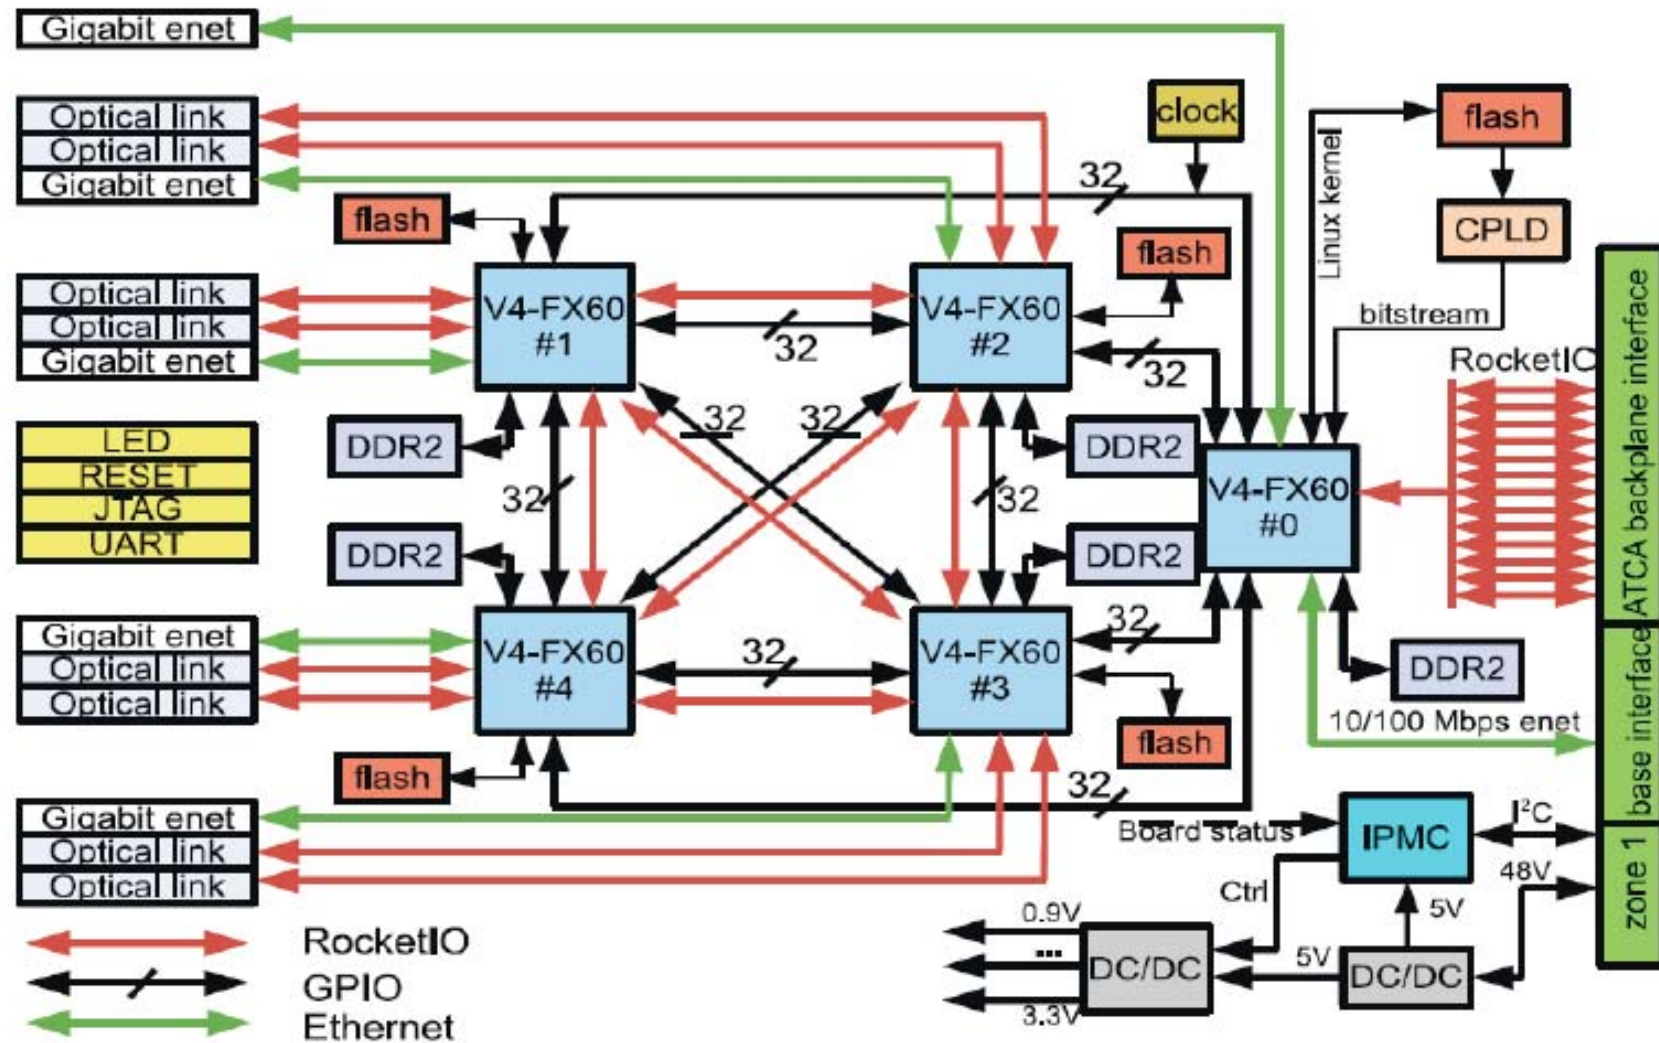 Gigabit enet
Optical link
Optical link
Gigabit enet
clock
flash
32
Linux kernel
flash
CPLD
flash
Optical link
Optical link
Gigabit enet
V4-FX60
#1
V4-FX60
#2
32
32
bitstream
RocketIO
ATCA backplane interface
LED
RESET
JTAG
UART
DDR2
32
32
DDR2
V4-FX60
#0
32
32
DDR2
DDR2
Gigabit enet
Optical link
Optical link
V4-FX60
#4
32
V4-FX60
#3
32
DDR2
10/100 Mbps enet
base interface
flash
flash
32
Gigabit enet
Optical link
Optical link
Board status
IPMC
I²C
zone 1
48V
Ctrl
5V
0.9V
...
3.3V
DC/DC
5V
DC/DC
RocketIO
GPIO
Ethernet